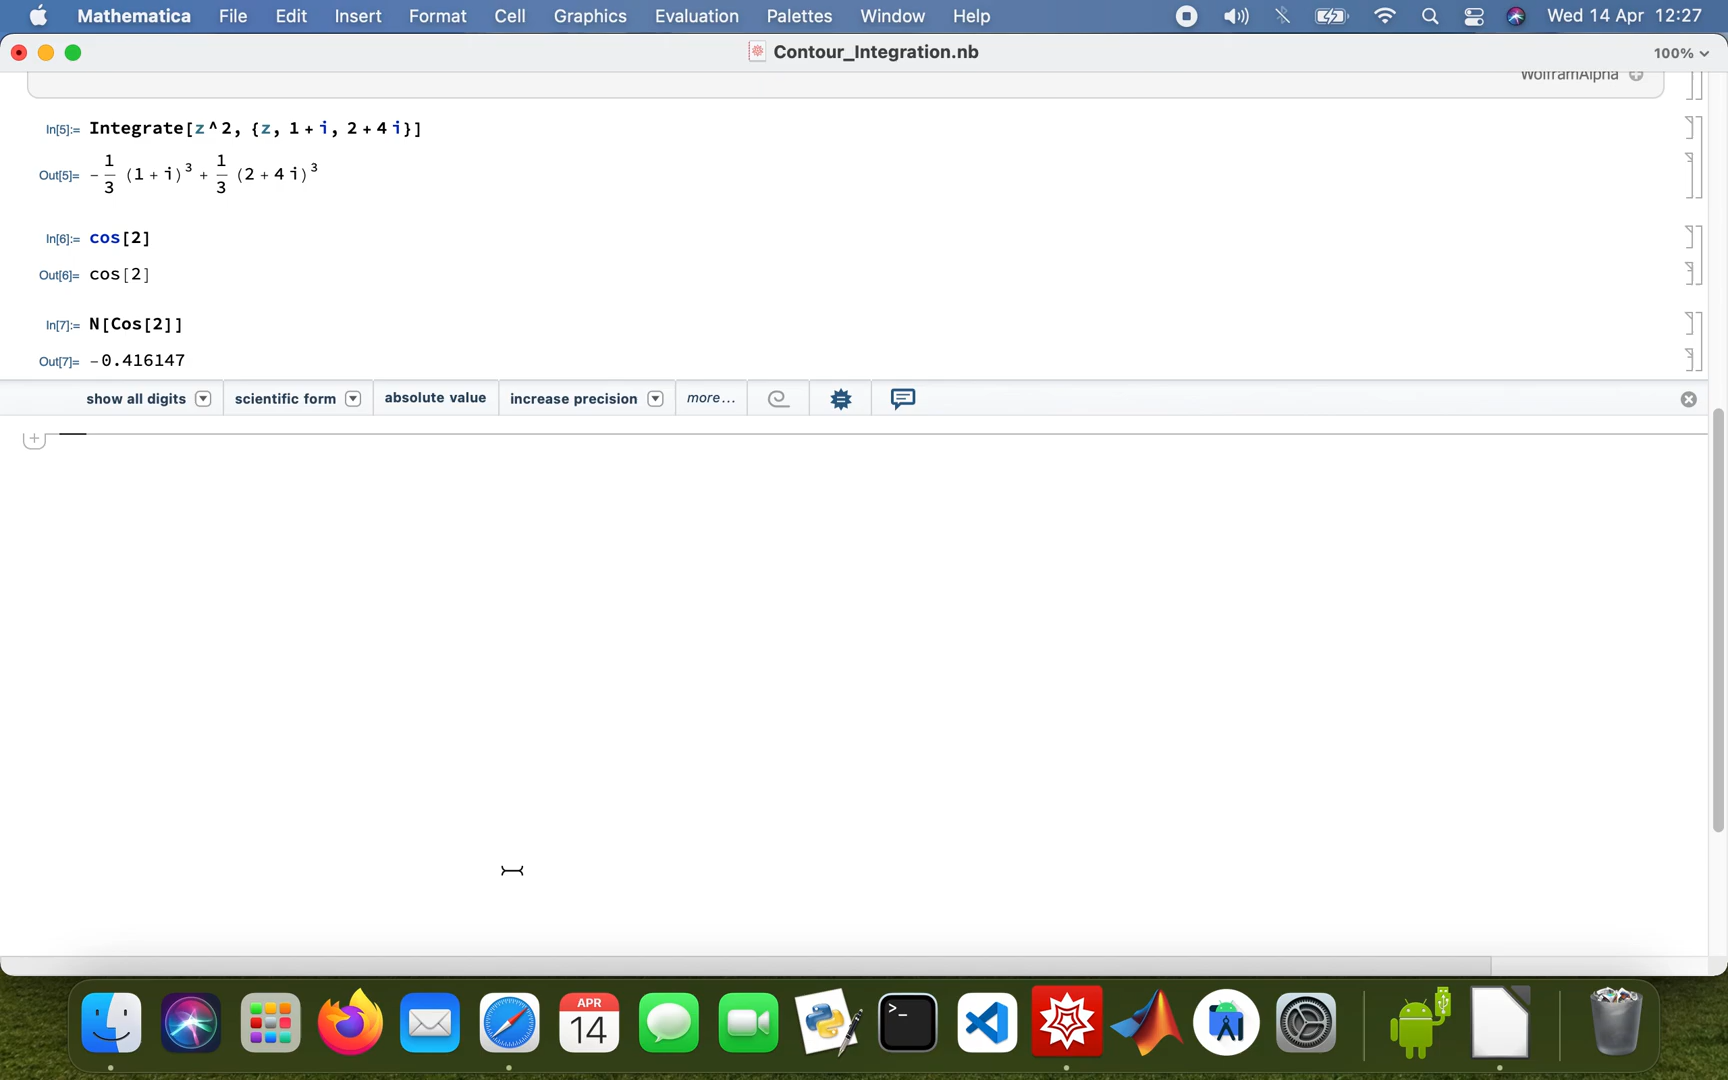 Mathematica File Edit Insert Format Cell Graphics Evaluation Palettes Window Help Wed 14 Apr 12:27
Contour_Integration.nb 100%
WolframAlpha
In[5]:= Integrate[z^2, {z, 1+i, 2+4i}]
Out[5]= -1/3 (1 + i)^3 + 1/3 (2 + 4 i)^3
In[6]:= cos[2]
Out[6]= cos[2]
In[7]:= N[Cos[2]]
Out[7]= -0.416147
show all digits scientific form absolute value increase precision more...
APR
14
>_